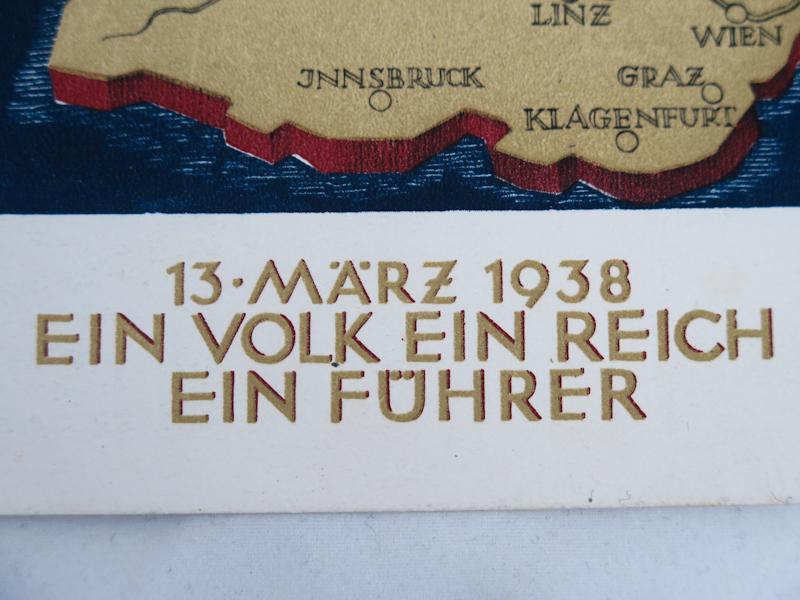 LINZ
WIEN
JNNSBRUCK
GRAZ
KLAGENFURT
13·MÄRZ 1938
EIN VOLK EIN REICH
EIN FÜHRER